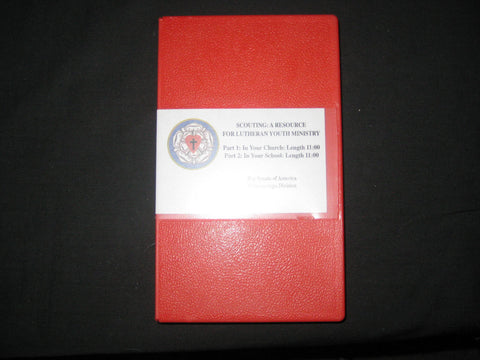 SCOUTING: A RESOURCE
FOR LUTHERAN YOUTH MINISTRY
Part 1: In Your Church: Length 11:00
Part 2: In Your School: Length 11:00
Scouts of America
Division